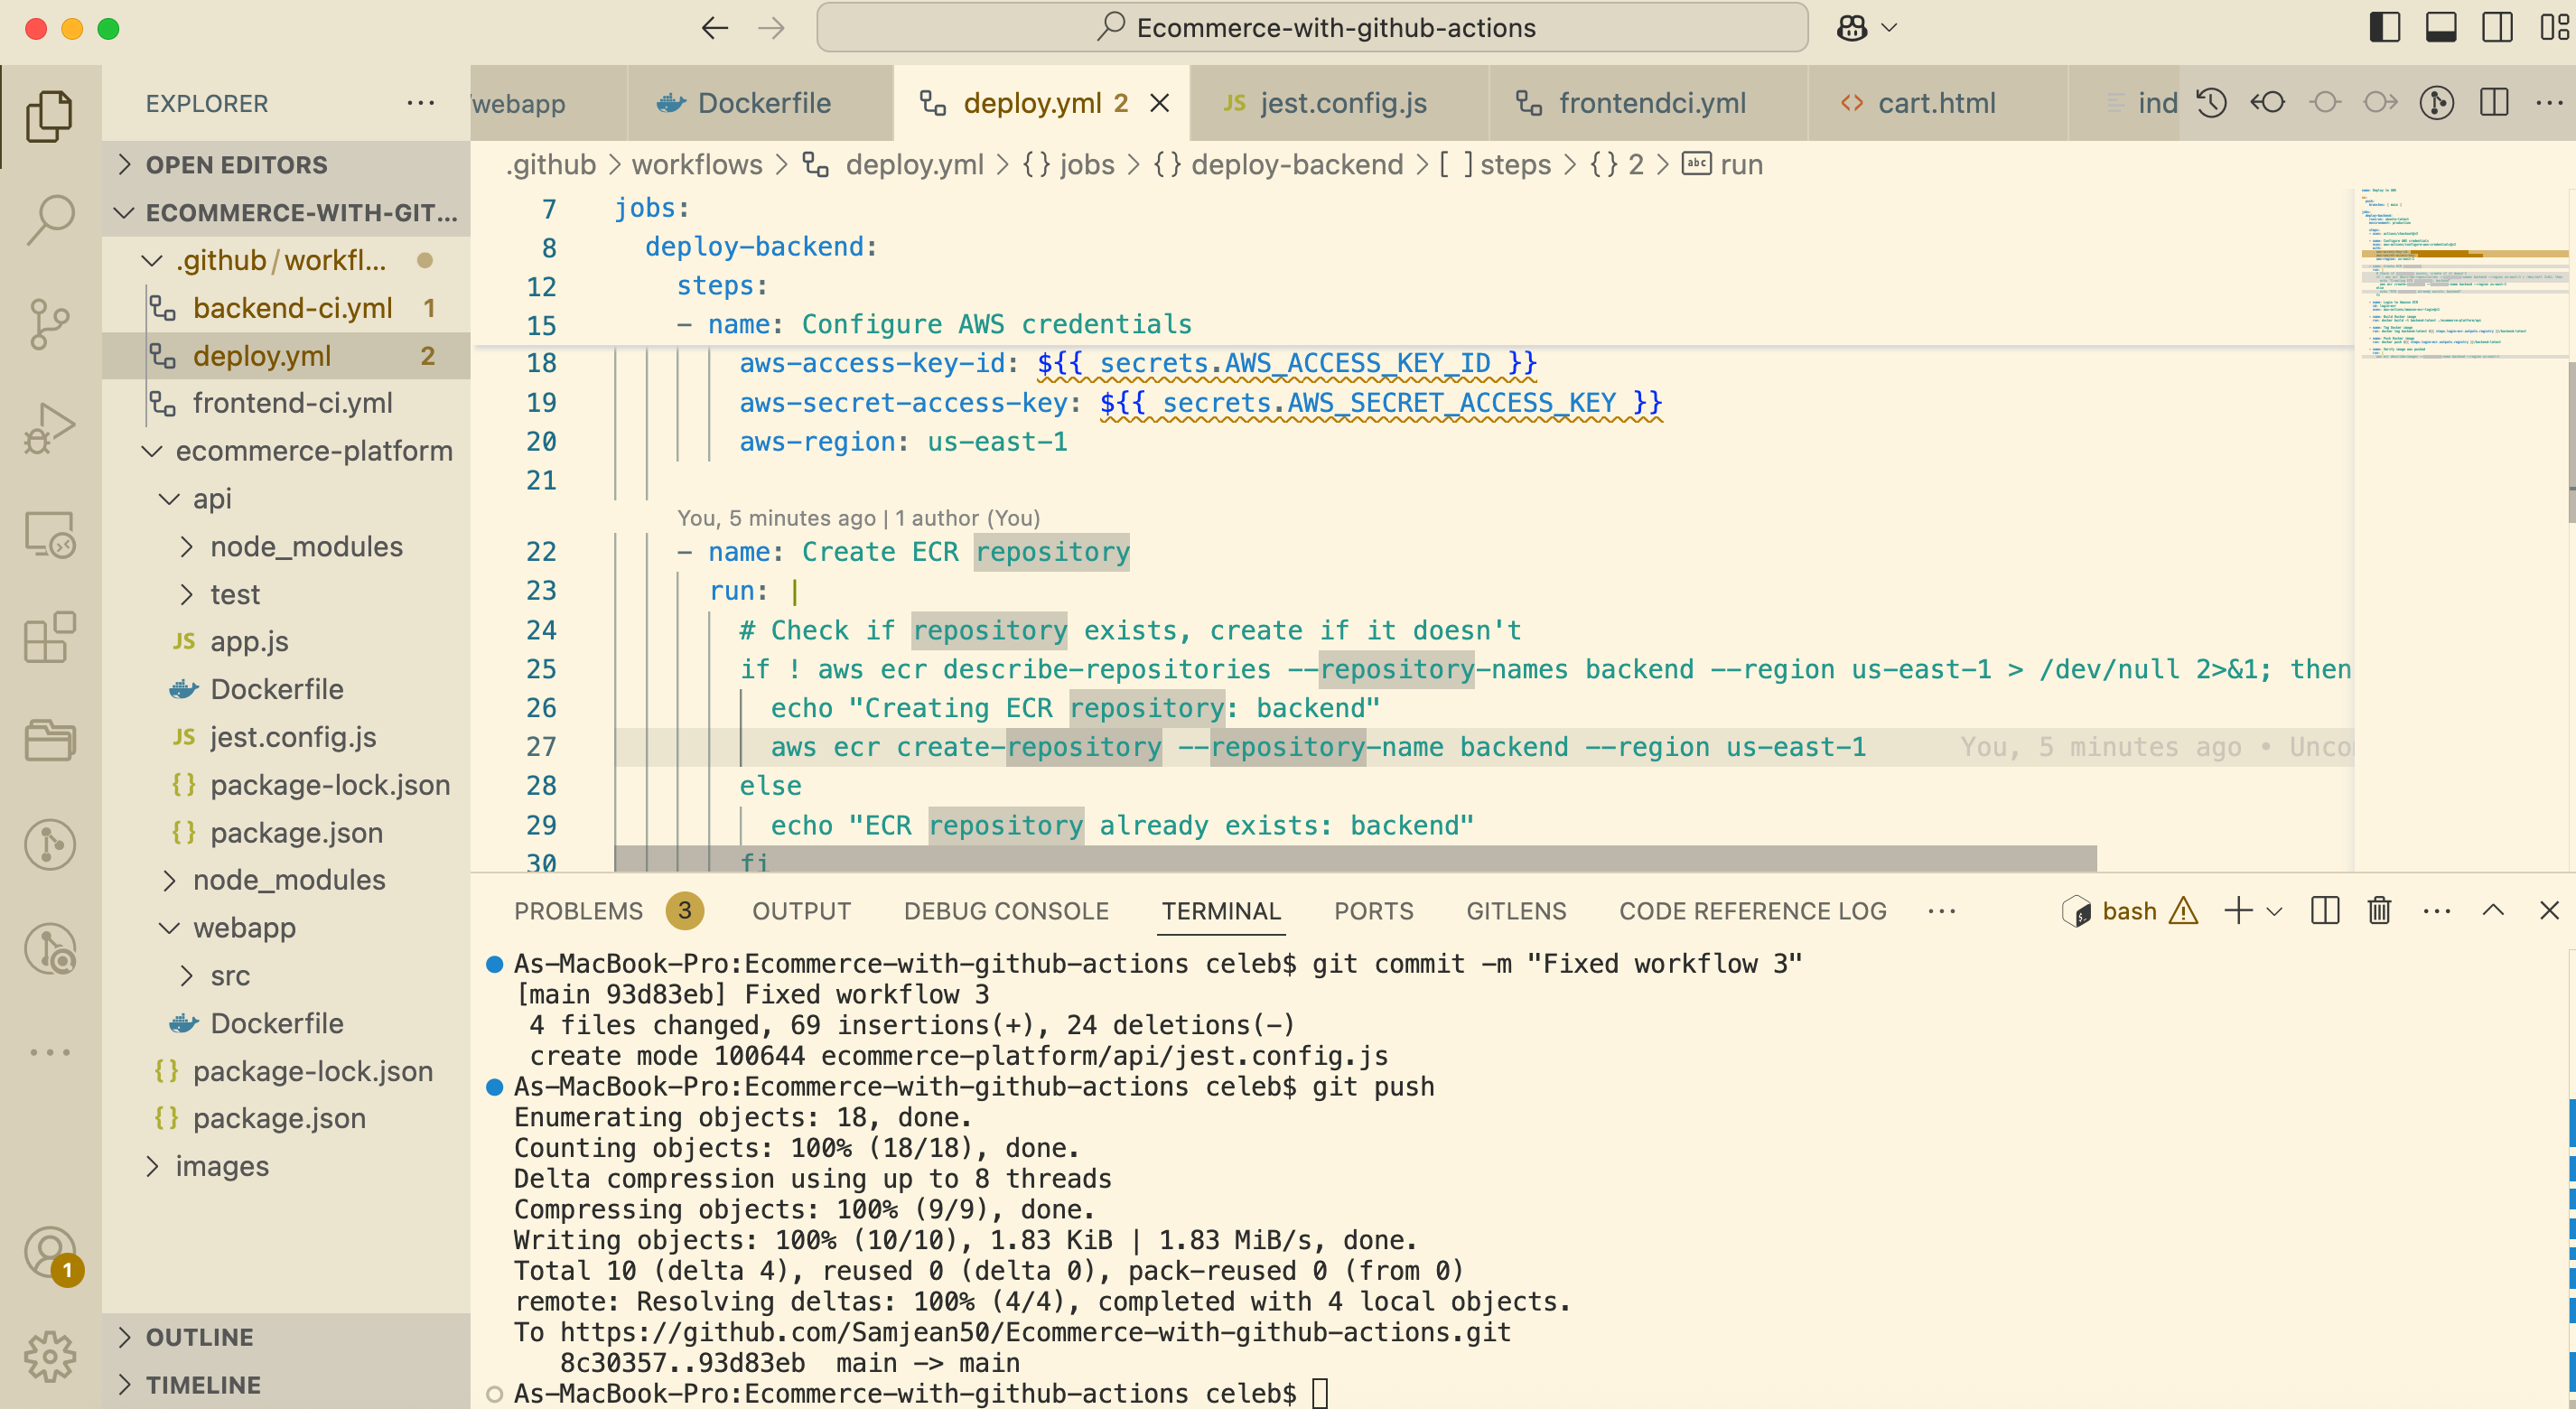 Ecommerce-with-github-actions
EXPLORER
webapp
Dockerfile
deploy.yml 2
jest.config.js
frontendci.yml
cart.html
ind
OPEN EDITORS
ECOMMERCE-WITH-GIT...
.github/workfl...
backend-ci.yml 1
deploy.yml 2
frontend-ci.yml
ecommerce-platform
api
node_modules
test
JS app.js
Dockerfile
JS jest.config.js
{} package-lock.json
{} package.json
node_modules
webapp
src
Dockerfile
{} package-lock.json
{} package.json
images
1
OUTLINE
TIMELINE
.github > workflows > deploy.yml > {} jobs > {} deploy-backend > [ ] steps > {} 2 > abc run
7 jobs:
8 deploy-backend:
12 steps:
15 - name: Configure AWS credentials
18 aws-access-key-id: ${{ secrets.AWS_ACCESS_KEY_ID }}
19 aws-secret-access-key: ${{ secrets.AWS_SECRET_ACCESS_KEY }}
20 aws-region: us-east-1
21
You, 5 minutes ago | 1 author (You)
22 - name: Create ECR repository
23 run: |
24 # Check if repository exists, create if it doesn't
25 if ! aws ecr describe-repositories --repository-names backend --region us-east-1 > /dev/null 2>&1; then
26 echo "Creating ECR repository: backend"
27 aws ecr create-repository --repository-name backend --region us-east-1 You, 5 minutes ago • Unco
28 else
29 echo "ECR repository already exists: backend"
30 fi
PROBLEMS 3 OUTPUT DEBUG CONSOLE TERMINAL PORTS GITLENS CODE REFERENCE LOG ... bash
As-MacBook-Pro:Ecommerce-with-github-actions celeb$ git commit -m "Fixed workflow 3"
[main 93d83eb] Fixed workflow 3
4 files changed, 69 insertions(+), 24 deletions(-)
create mode 100644 ecommerce-platform/api/jest.config.js
As-MacBook-Pro:Ecommerce-with-github-actions celeb$ git push
Enumerating objects: 18, done.
Counting objects: 100% (18/18), done.
Delta compression using up to 8 threads
Compressing objects: 100% (9/9), done.
Writing objects: 100% (10/10), 1.83 KiB | 1.83 MiB/s, done.
Total 10 (delta 4), reused 0 (delta 0), pack-reused 0 (from 0)
remote: Resolving deltas: 100% (4/4), completed with 4 local objects.
To https://github.com/Samjean50/Ecommerce-with-github-actions.git
8c30357..93d83eb main -> main
As-MacBook-Pro:Ecommerce-with-github-actions celeb$